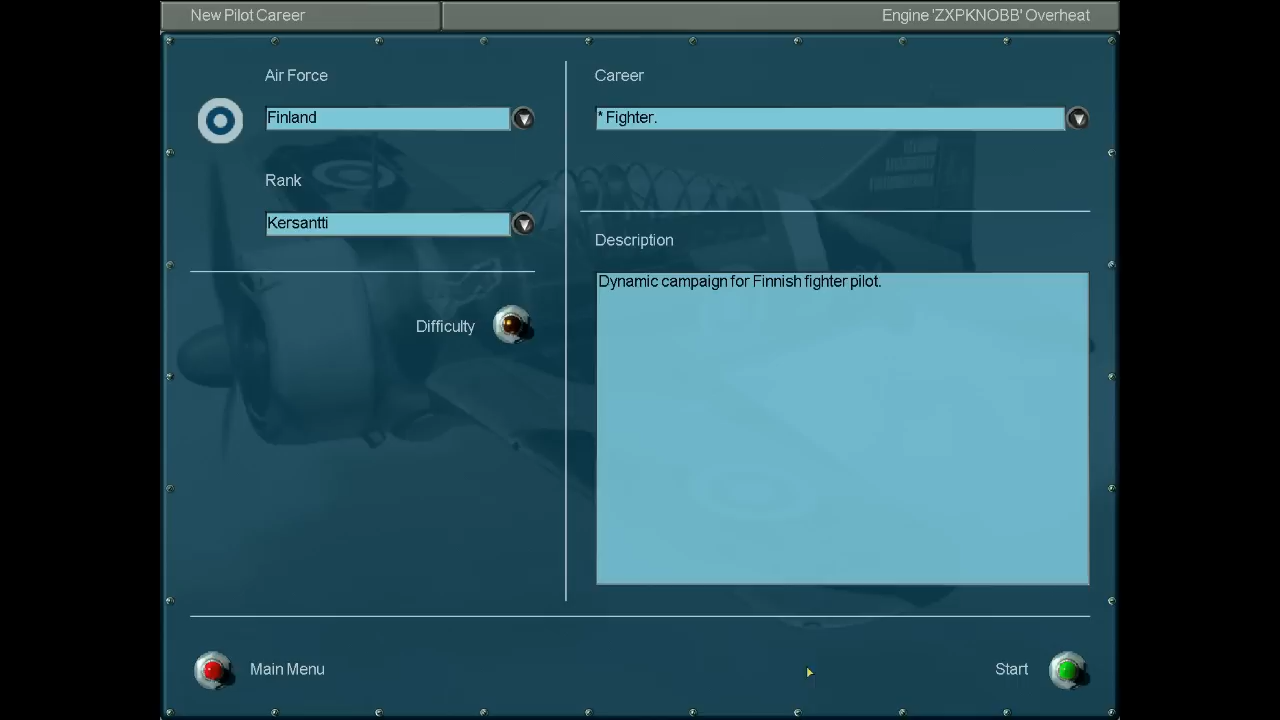 New Pilot Career
Engine 'ZXPKNOBB' Overheat
Air Force
Finland
Rank
Kersantti
Difficulty
Career
* Fighter.
Description
Dynamic campaign for Finnish fighter pilot.
Main Menu
Start